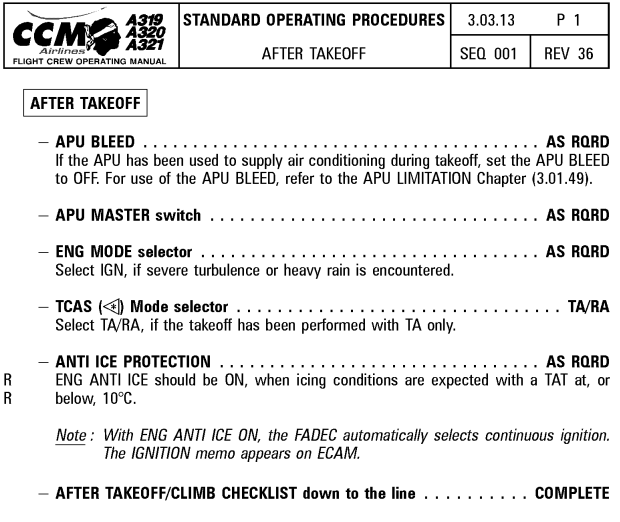 CCM Airlines A319 A320 A321
FLIGHT CREW OPERATING MANUAL
STANDARD OPERATING PROCEDURES
AFTER TAKEOFF
3.03.13 P 1
SEQ 001 REV 36
AFTER TAKEOFF
– APU BLEED . . . . . . . . . . . . . . . . . . . . . . . . . . . . . . . . . . . . . . . . AS RQRD
If the APU has been used to supply air conditioning during takeoff, set the APU BLEED
to OFF. For use of the APU BLEED, refer to the APU LIMITATION Chapter (3.01.49).
– APU MASTER switch . . . . . . . . . . . . . . . . . . . . . . . . . . . . . . . . . AS RQRD
– ENG MODE selector . . . . . . . . . . . . . . . . . . . . . . . . . . . . . . . . . . AS RQRD
Select IGN, if severe turbulence or heavy rain is encountered.
– TCAS (<*]) Mode selector . . . . . . . . . . . . . . . . . . . . . . . . . . . . . . . . . TA/RA
Select TA/RA, if the takeoff has been performed with TA only.
– ANTI ICE PROTECTION . . . . . . . . . . . . . . . . . . . . . . . . . . . . . . . . AS RQRD
R ENG ANTI ICE should be ON, when icing conditions are expected with a TAT at, or
R below, 10°C.
Note : With ENG ANTI ICE ON, the FADEC automatically selects continuous ignition.
The IGNITION memo appears on ECAM.
– AFTER TAKEOFF/CLIMB CHECKLIST down to the line . . . . . . . . . . COMPLETE